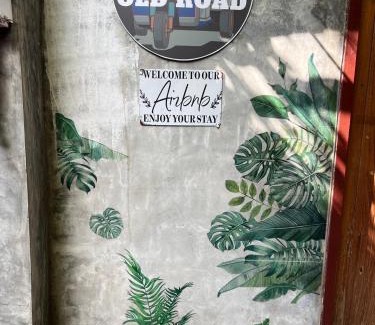 OLD ROAD
WELCOME TO OUR
Airbnb
ENJOY YOUR STAY